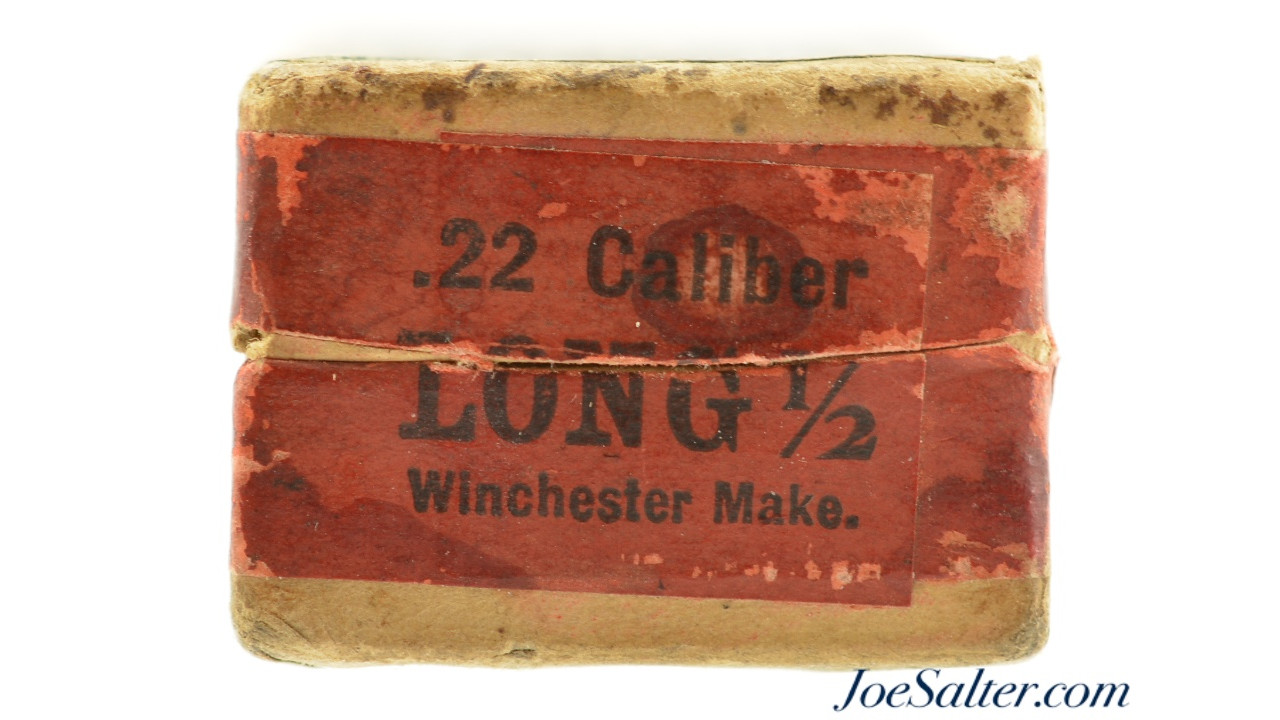 .22 Caliber
LONG 1/2
Winchester Make.
JoeSalter.com